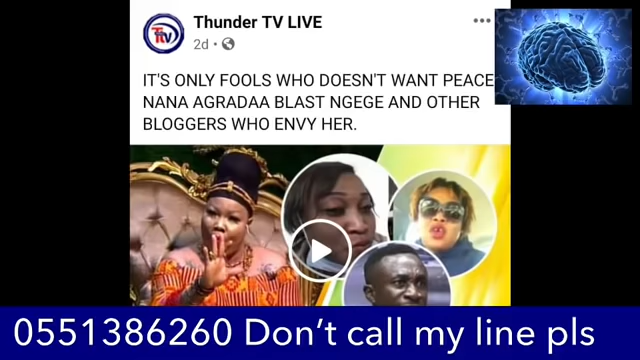 Thunder TV LIVE
2d •
IT'S ONLY FOOLS WHO DOESN'T WANT PEACE
NANA AGRADAA BLAST NGEGE AND OTHER
BLOGGERS WHO ENVY HER.
TTV
0551386260 Don't call my line pls